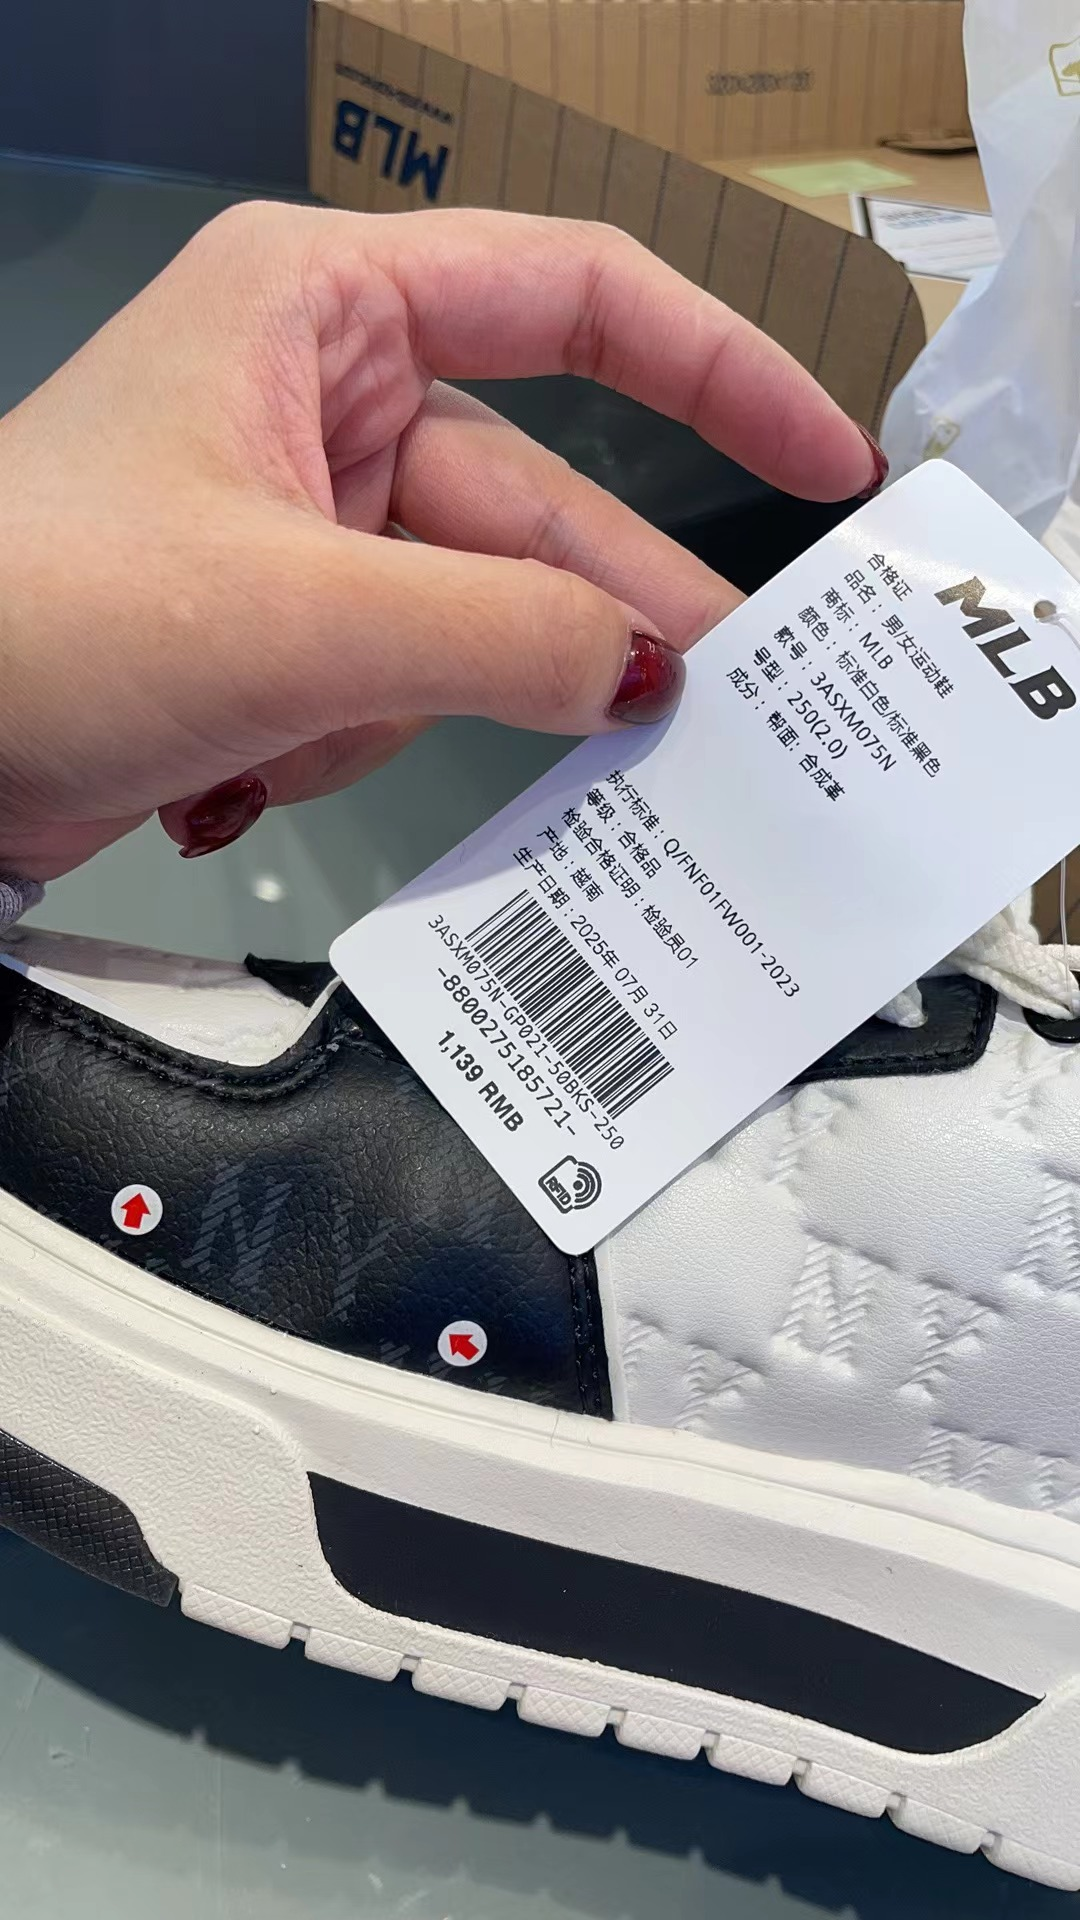 MLB
MLB
合格证
品名：男/女运动鞋
商标：MLB
颜色：标准白色/标准黑色
款号：3ASXM075N
号型：250(2.0)
成分：帮面: 合成革
执行标准：Q/FNF01FW001-2023
等级：合格品
检验合格证明：检验员01
产地：越南
生产日期：2025年 07月 31日
3ASXM075N-GP021-50BKS-250
-8800275185721-
1,139 RMB
RFID
NY